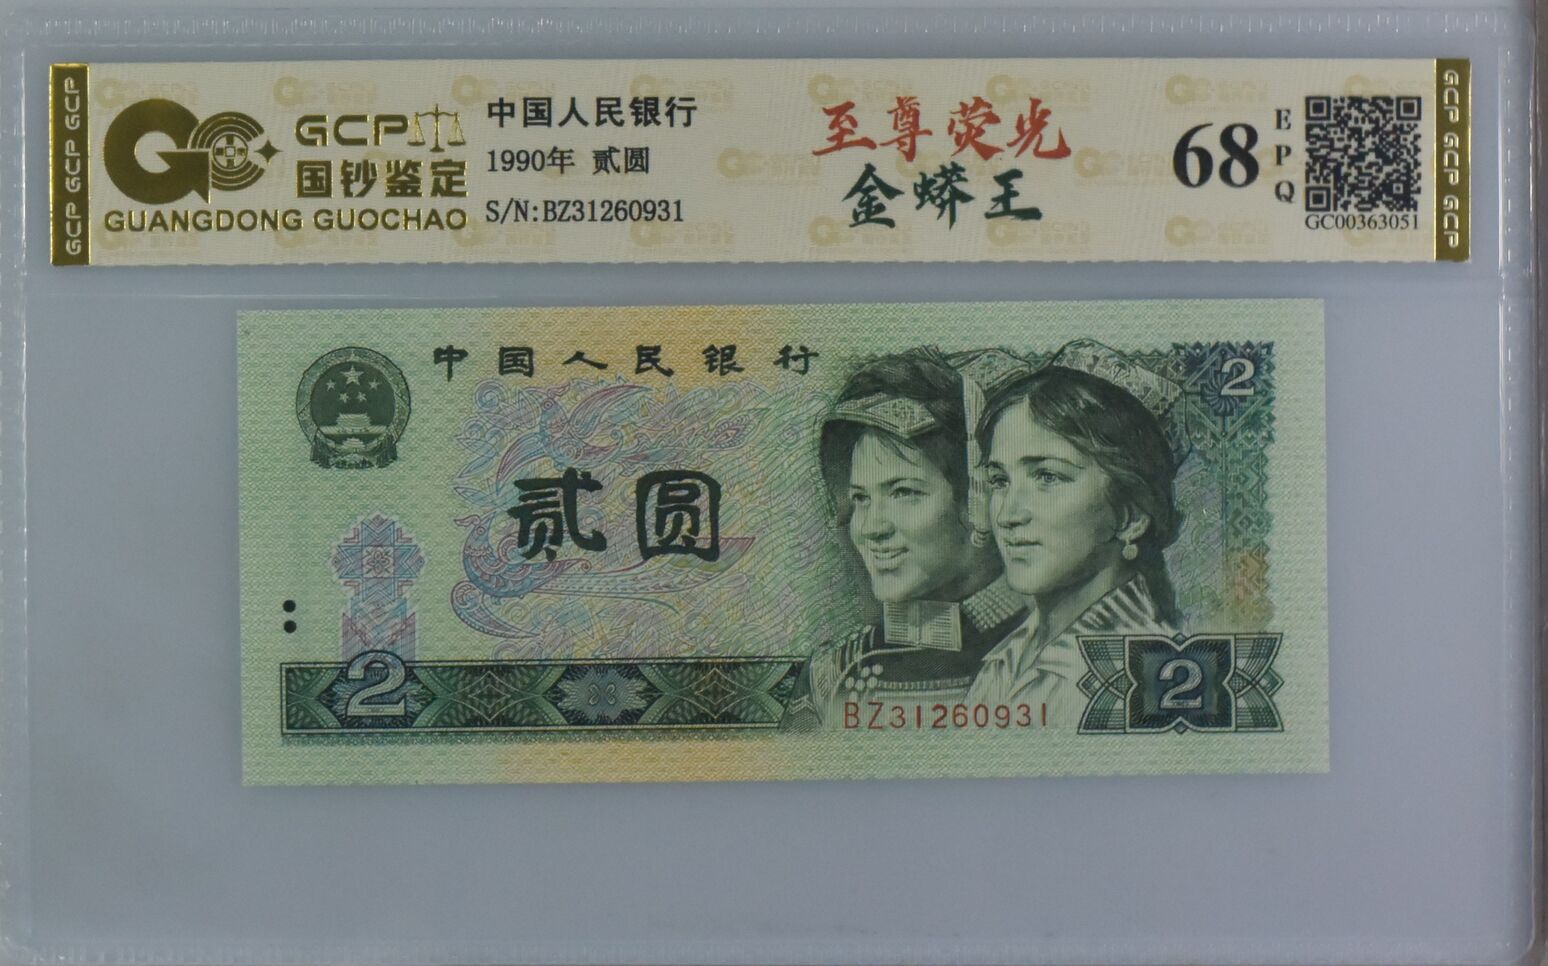 GCP GCP GCP
GCP
国钞鉴定
GUANGDONG GUOCHAO
中国人民银行
1990年 贰圆
S/N:BZ31260931
至尊荧光
金蟒王
68
EPQ
GC00363051
GCP GCP GCP
中国人民银行
2
贰圆
2
BZ31260931
2